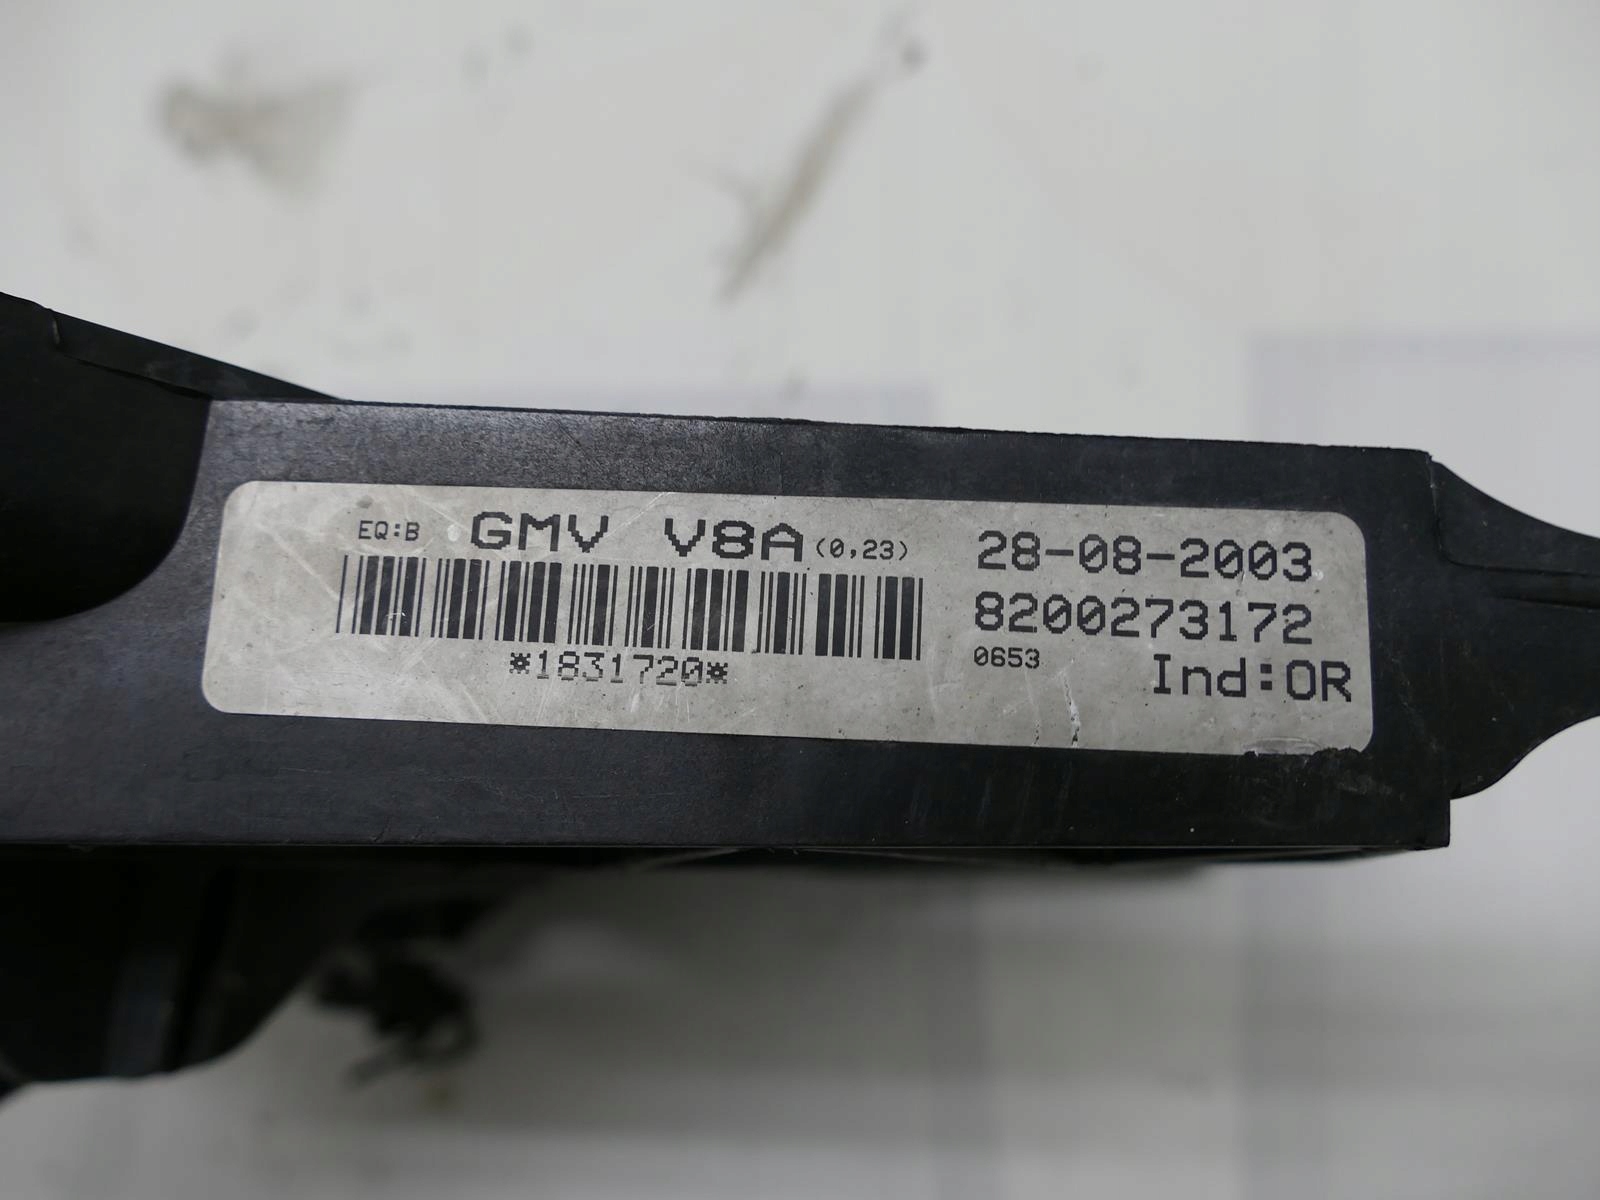 EQ:B GMV V8A (0,23) 28-08-2003
8200273172
*1831720* 0653 Ind:OR